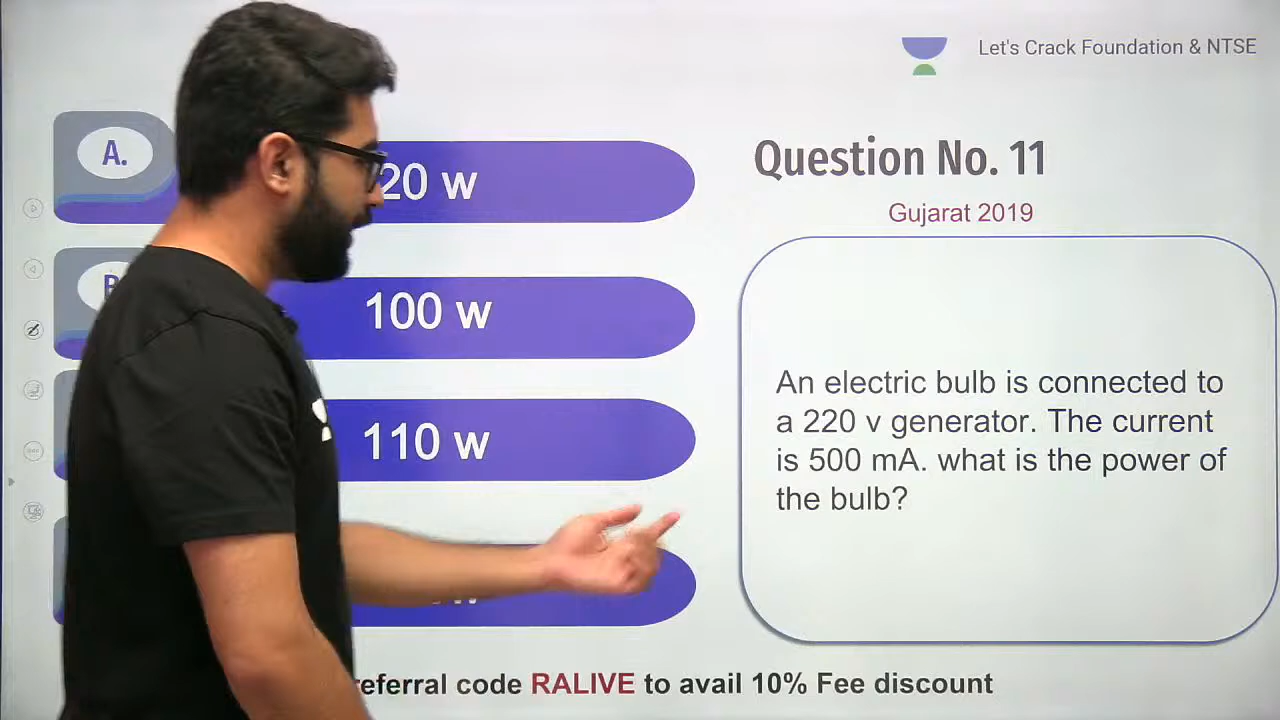 Let's Crack Foundation & NTSE
A.
20 w
B.
100 w
110 w
w
Question No. 11
Gujarat 2019
An electric bulb is connected to
a 220 v generator. The current
is 500 mA. what is the power of
the bulb?
referral code RALIVE to avail 10% Fee discount